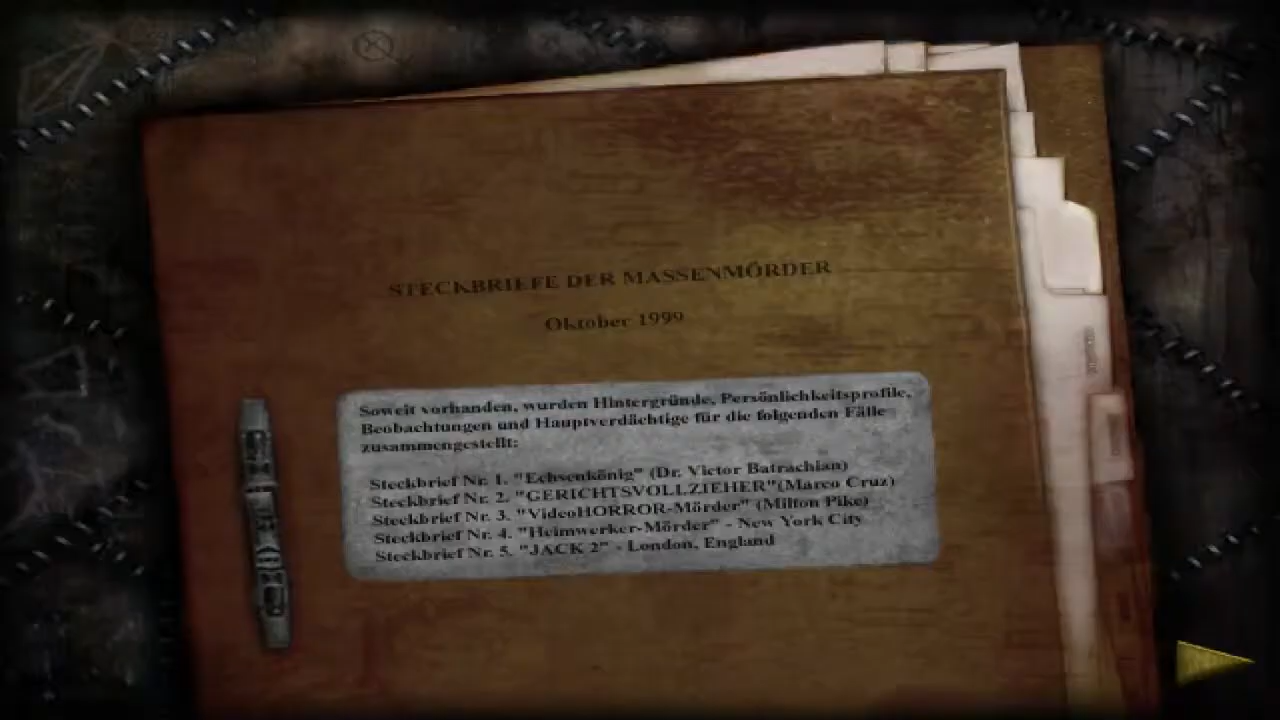 STECKBRIEFE DER MASSENMÖRDER
Oktober 1999
Soweit vorhanden, wurden Hintergründe, Persönlichkeitsprofile,
Beobachtungen und Hauptverdächtige für die folgenden Fälle
zusammengestellt:
Steckbrief Nr. 1. "Echsenkönig" (Dr. Victor Batrachian)
Steckbrief Nr. 2. "GERICHTSVOLLZIEHER"(Marco Cruz)
Steckbrief Nr. 3. "VideoHORROR-Mörder" (Milton Pike)
Steckbrief Nr. 4. "Heimwerker-Mörder" - New York City
Steckbrief Nr. 5. "JACK 2" - London, England